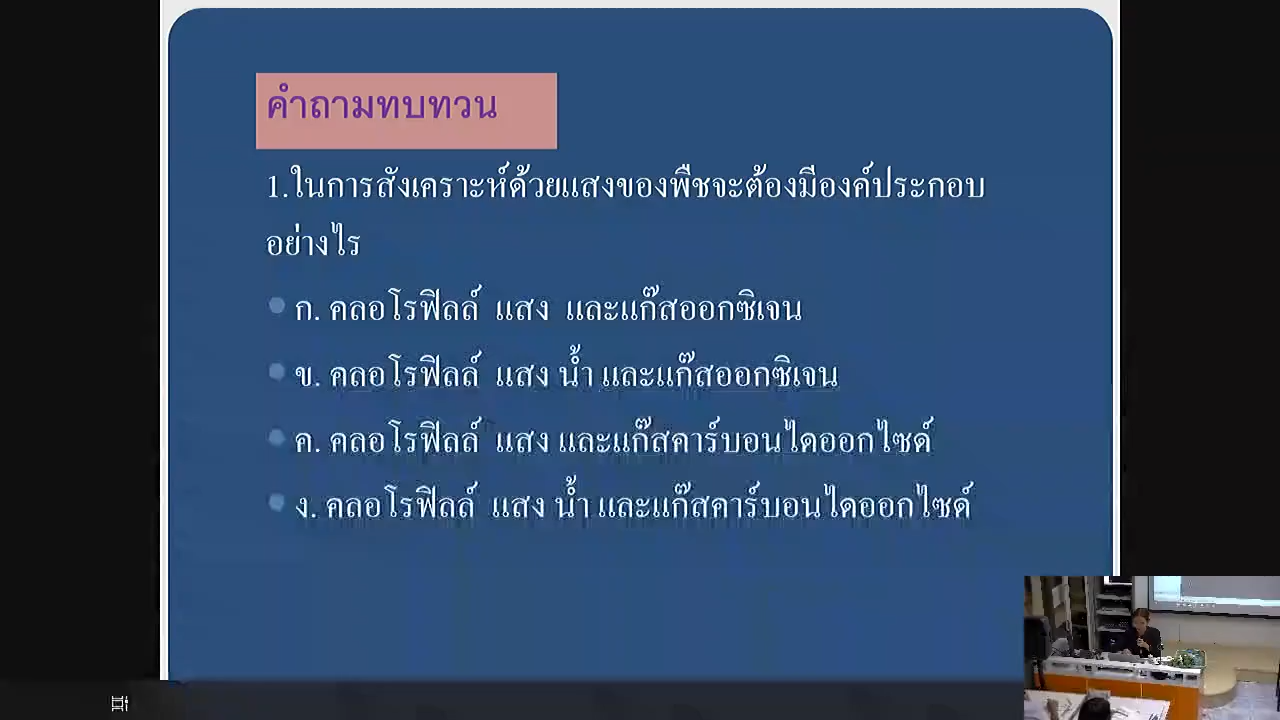 คำถามทบทวน
1.ในการสังเคราะห์ด้วยแสงของพืชจะต้องมีองค์ประกอบ
อย่างไร
ก. คลอโรฟิลล์ แสง และแก๊สออกซิเจน
ข. คลอโรฟิลล์ แสง น้ำ และแก๊สออกซิเจน
ค. คลอโรฟิลล์ แสง และแก๊สคาร์บอนไดออกไซด์
ง. คลอโรฟิลล์ แสง น้ำ และแก๊สคาร์บอนไดออกไซด์